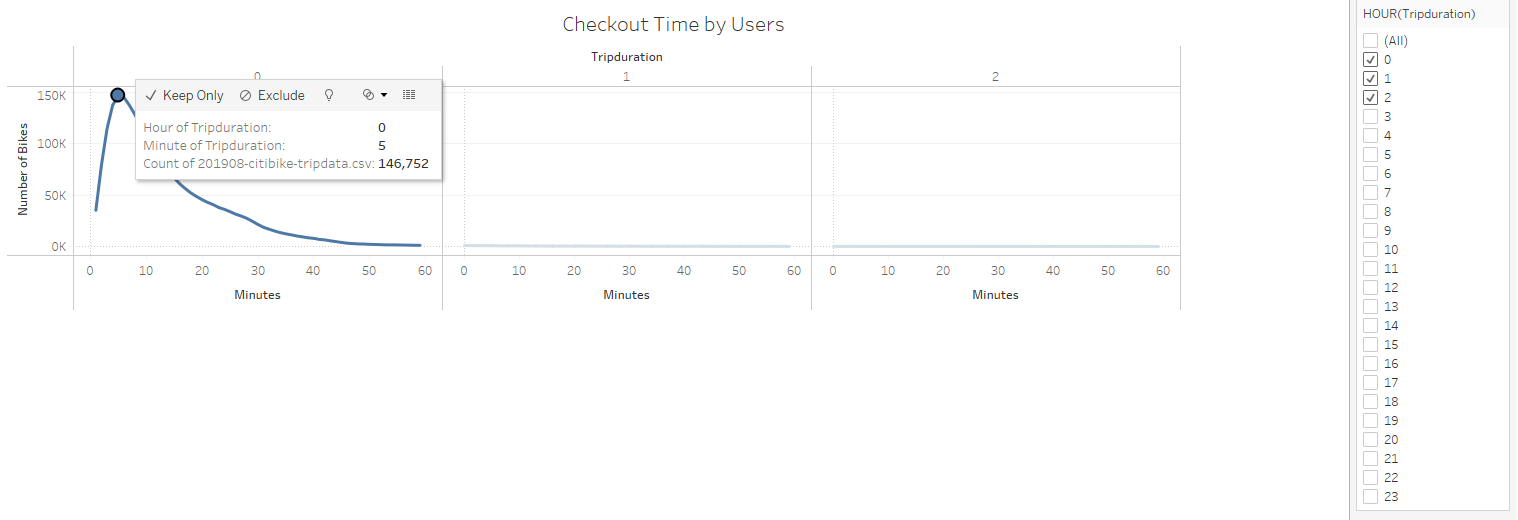 Checkout Time by Users
Tripduration
0 1 2
Keep Only Exclude
Hour of Tripduration: 0
Minute of Tripduration: 5
Count of 201908-citibike-tripdata.csv: 146,752
Number of Bikes
150K
100K
50K
0K
0 10 20 30 40 50 60 0 10 20 30 40 50 60 0 10 20 30 40 50 60
Minutes Minutes Minutes
HOUR(Tripduration)
(All)
0
1
2
3
4
5
6
7
8
9
10
11
12
13
14
15
16
17
18
19
20
21
22
23